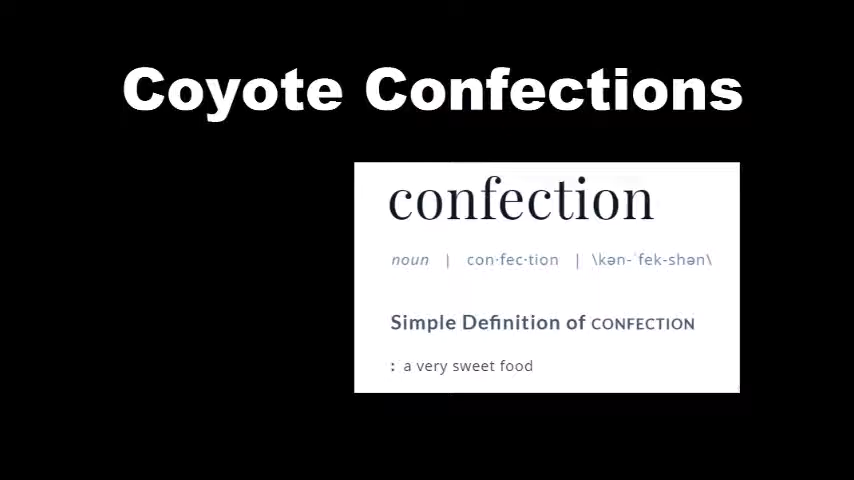 Coyote Confections
confection
noun | con·fec·tion | \kən-ˈfek-shən\
Simple Definition of CONFECTION
: a very sweet food